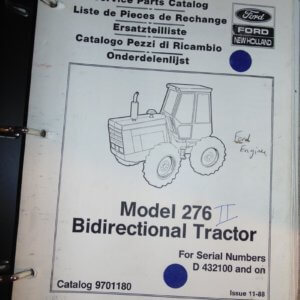 Service Parts Catalog
Liste de Pieces de Rechange
Ersatzteilliste
Catalogo Pezzi di Ricambio
Onderdelenlijst
Ford
FORD
NEW HOLLAND
Ford
Engine
Model 276 II
Bidirectional Tractor
For Serial Numbers
D 432100 and on
Catalog 9701180
Issue 11-88